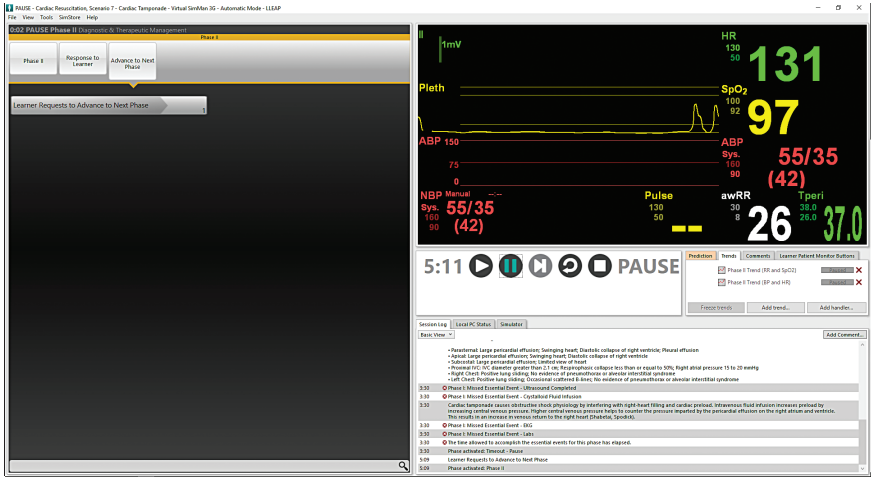 PAUSE - Cardiac Resuscitation, Scenario 7 - Cardiac Tamponade - Virtual SimMan 3G - Automatic Mode - LLEAP
File View Tools SimStore Help
0:02 PAUSE Phase II Diagnostic & Therapeutic Management
Phase II
Phase II
Response to
Learner
Advance to Next
Phase
Learner Requests to Advance to Next Phase
1
II
1mV
HR
130
50
131
Pleth
SpO2
100
92
97
ABP 150
75
0
ABP
Sys.
160
90
55/35
(42)
NBP Manual --:--
Sys.
160
90
55/35
(42)
Pulse
130
50
--
awRR
30
8
26
Tperi
38.0
26.0
37.0
5:11
PAUSE
Prediction Trends Comments Learner Patient Monitor Buttons
Phase II Trend (RR and SpO2) Paused
Phase II Trend (BP and HR) Paused
Freeze trends Add trend... Add handler...
Session Log Local PC Status Simulator
Basic View Add Comment...
• Parasternal: Large pericardial effusion; Swinging heart; Diastolic collapse of right ventricle; Pleural effusion
• Apical: Large pericardial effusion; Swinging heart; Diastolic collapse of right ventricle
• Subcostal: Large pericardial effusion; Limited view of heart
• Proximal IVC: IVC diameter greater than 2.1 cm; Respirophasic collapse less than or equal to 50%; Right atrial pressure 15 to 20 mmHg
• Right Chest: Positive lung sliding; No evidence of pneumothorax or alveolar interstitial syndrome
• Left Chest: Positive lung sliding; Occasional scattered B-lines; No evidence of pneumothorax or alveolar interstitial syndrome
3:30 Phase I: Missed Essential Event - Ultrasound Completed
3:30 Phase I: Missed Essential Event - Crystalloid Fluid Infusion
3:30 Cardiac tamponade causes obstructive shock physiology by interfering with right-heart filling and cardiac preload. Intravenous fluid infusion increases preload by
increasing central venous pressure. Higher central venous pressure helps to counter the pressure imparted by the pericardial effusion on the right atrium and ventricle.
This results in an increase in venous return to the right heart (Shabetai, Spodick).
3:30 Phase I: Missed Essential Event - EKG
3:30 Phase I: Missed Essential Event - Labs
3:30 The time allowed to accomplish the essential events for this phase has elapsed.
3:30 Phase activated: Timeout - Pause
5:09 Learner Requests to Advance to Next Phase
5:09 Phase activated: Phase II